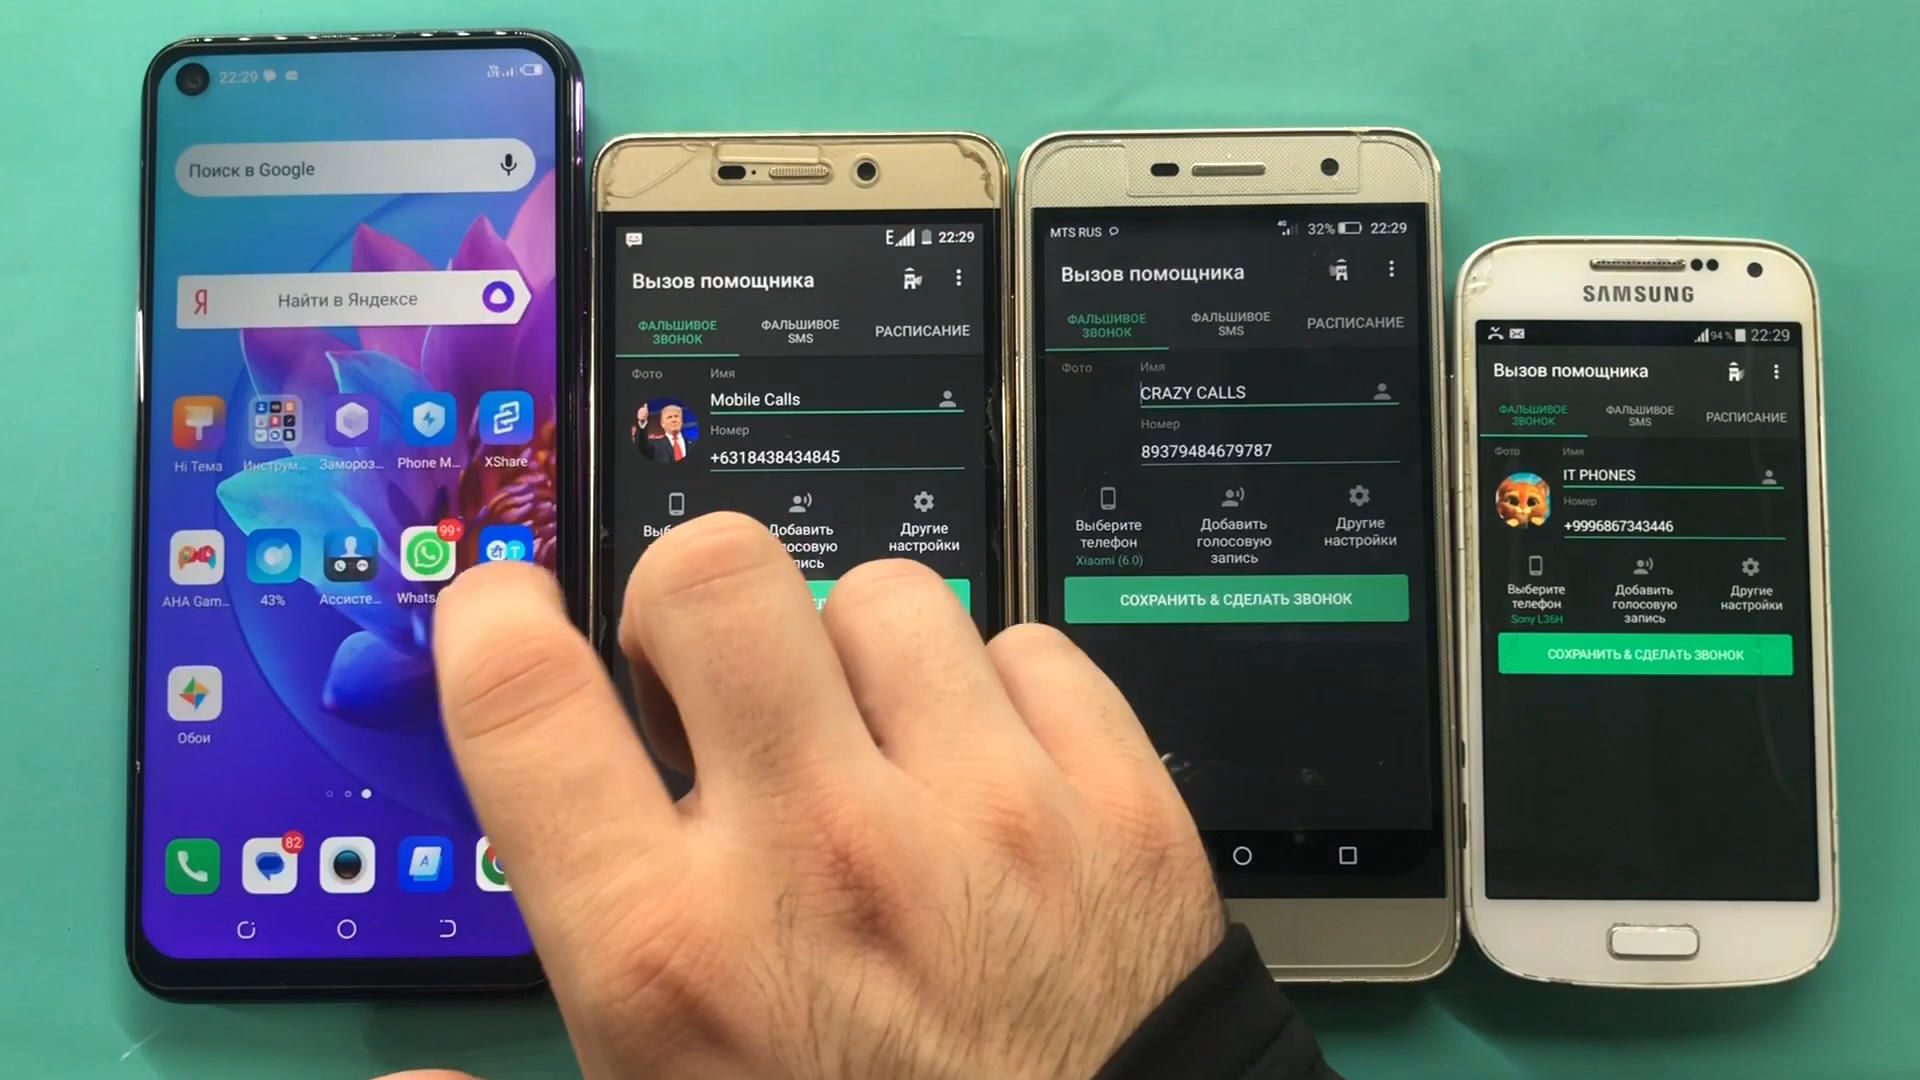 22:29
Поиск в Google
Я
Найти в Яндексе
Hi Тема
Инструм...
Замороз...
Phone M...
XShare
99+
AHA Gam...
43%
Ассисте...
Обои
82
A
E
22:29
Вызов помощника
ФАЛЬШИВОЕ
ЗВОНОК
ФАЛЬШИВОЕ
SMS
РАСПИСАНИЕ
Фото
Имя
Mobile Calls
Номер
+6318438434845
Добавить
Другие
настройки
MTS RUS
4G
32%
22:29
Вызов помощника
ФАЛЬШИВОЕ
ЗВОНОК
ФАЛЬШИВОЕ
SMS
РАСПИСАНИЕ
Фото
Имя
CRAZY CALLS
Номер
89379484679787
Выберите
телефон
Xiaomi (6.0)
Добавить
голосовую
запись
Другие
настройки
СОХРАНИТЬ & СДЕЛАТЬ ЗВОНОК
SAMSUNG
94 %
22:29
Вызов помощника
ФАЛЬШИВОЕ
ЗВОНОК
ФАЛЬШИВОЕ
SMS
РАСПИСАНИЕ
Фото
Имя
IT PHONES
Номер
+9996867343446
Выберите
телефон
Sony L36H
Добавить
голосовую
запись
Другие
настройки
СОХРАНИТЬ & СДЕЛАТЬ ЗВОНОК